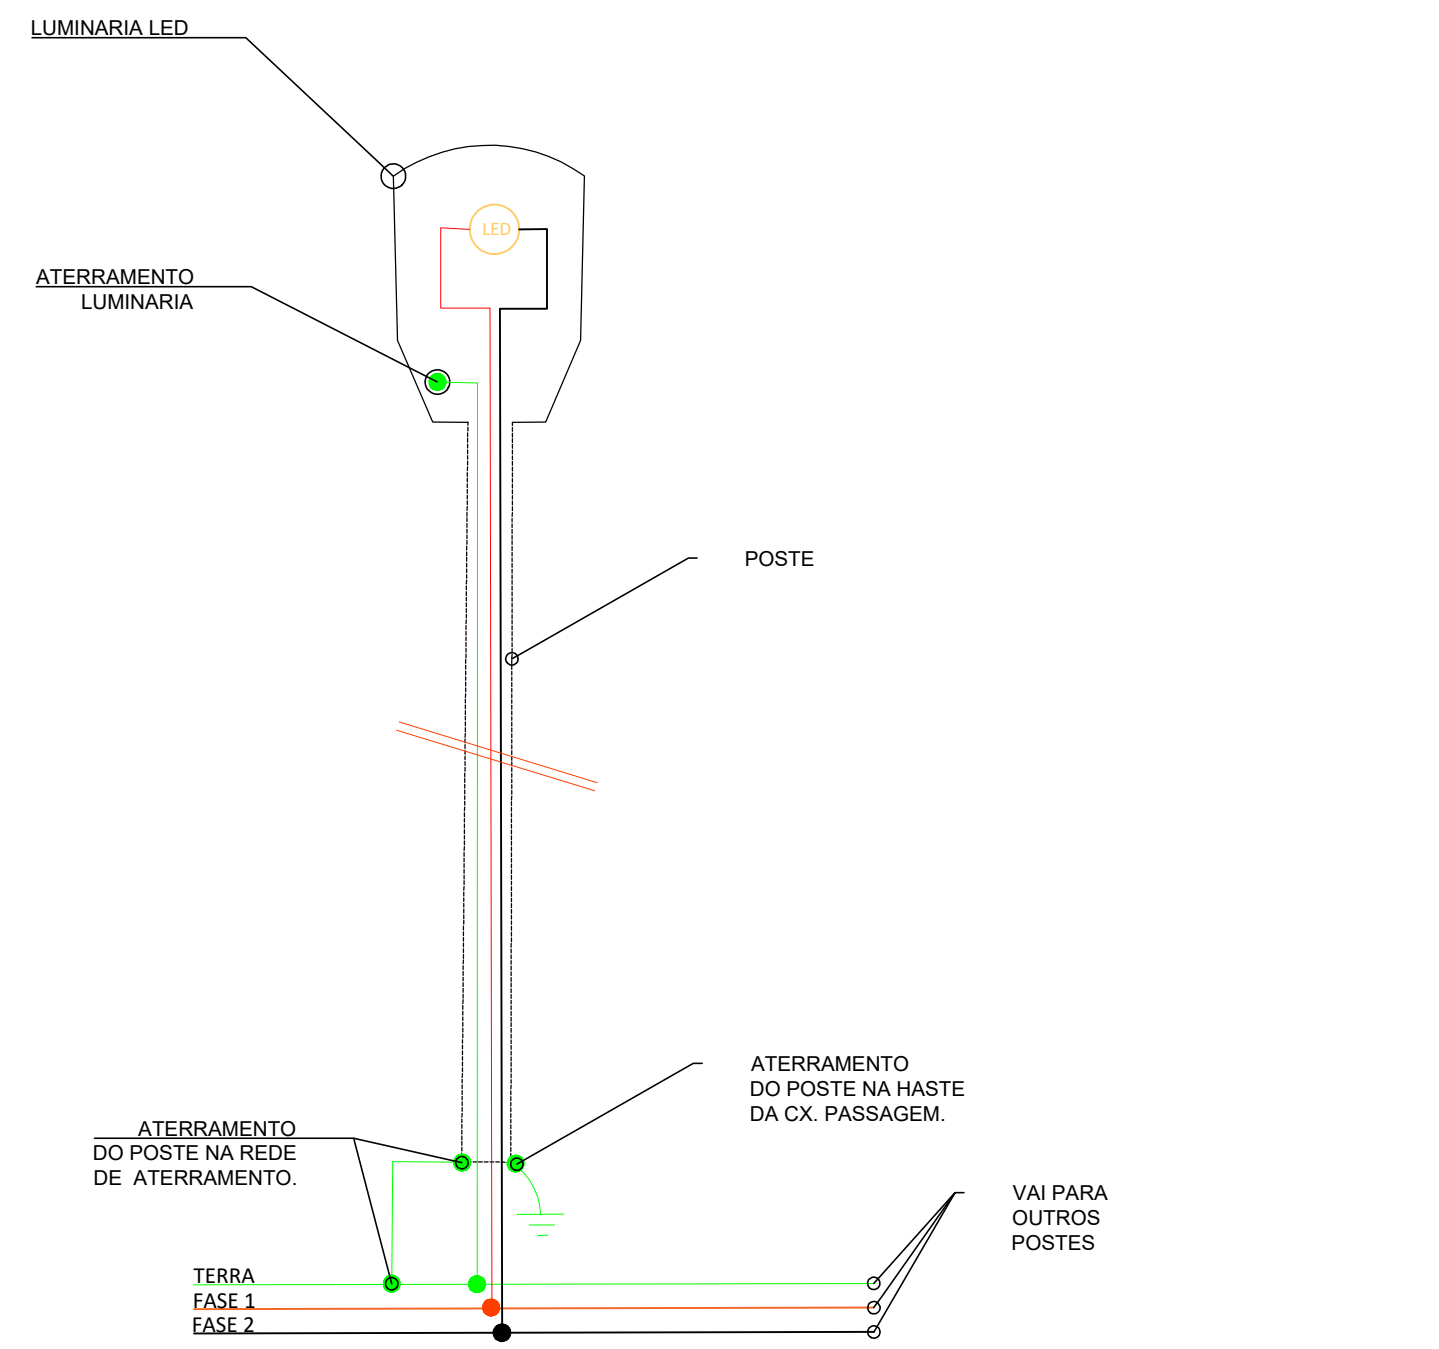 LUMINARIA LED
LED
ATERRAMENTO
LUMINARIA
POSTE
ATERRAMENTO
DO POSTE NA HASTE
DA CX. PASSAGEM.
ATERRAMENTO
DO POSTE NA REDE
DE ATERRAMENTO.
VAI PARA
OUTROS
POSTES
TERRA
FASE 1
FASE 2